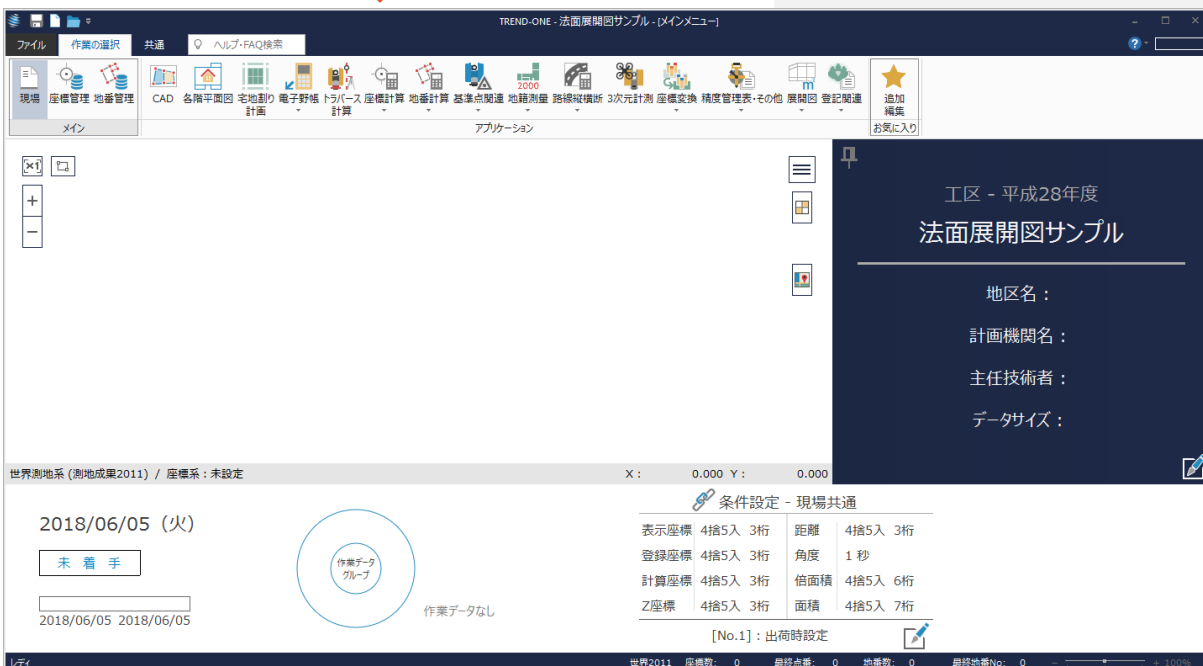 TREND-ONE - 法面展開図サンプル - [メインメニュー]
ファイル 作業の選択 共通 ヘルプ・FAQ検索
現場 座標管理 地番管理 CAD 各階平面図 宅地割り計画 電子野帳 トラバース計算 座標計算 地番計算 基準点関連 地籍測量 路線縦横断 3次元計測 座標変換 精度管理表・その他 展開図 登記関連 追加編集
メイン アプリケーション お気に入り
工区 - 平成28年度
法面展開図サンプル
地区名：
計画機関名：
主任技術者：
データサイズ：
世界測地系 (測地成果2011) / 座標系：未設定 X： 0.000 Y： 0.000
2018/06/05（火）
未 着 手
2018/06/05 2018/06/05
作業データ
グループ
作業データなし
条件設定 - 現場共通
表示座標 4捨5入 3桁 距離 4捨5入 3桁
登録座標 4捨5入 3桁 角度 1 秒
計算座標 4捨5入 3桁 倍面積 4捨5入 6桁
Z座標 4捨5入 3桁 面積 4捨5入 7桁
[No.1]：出荷時設定
レディ 世界2011 座標数： 0 最終点番： 0 地番数： 0 最終地番No： 0 - + 100%